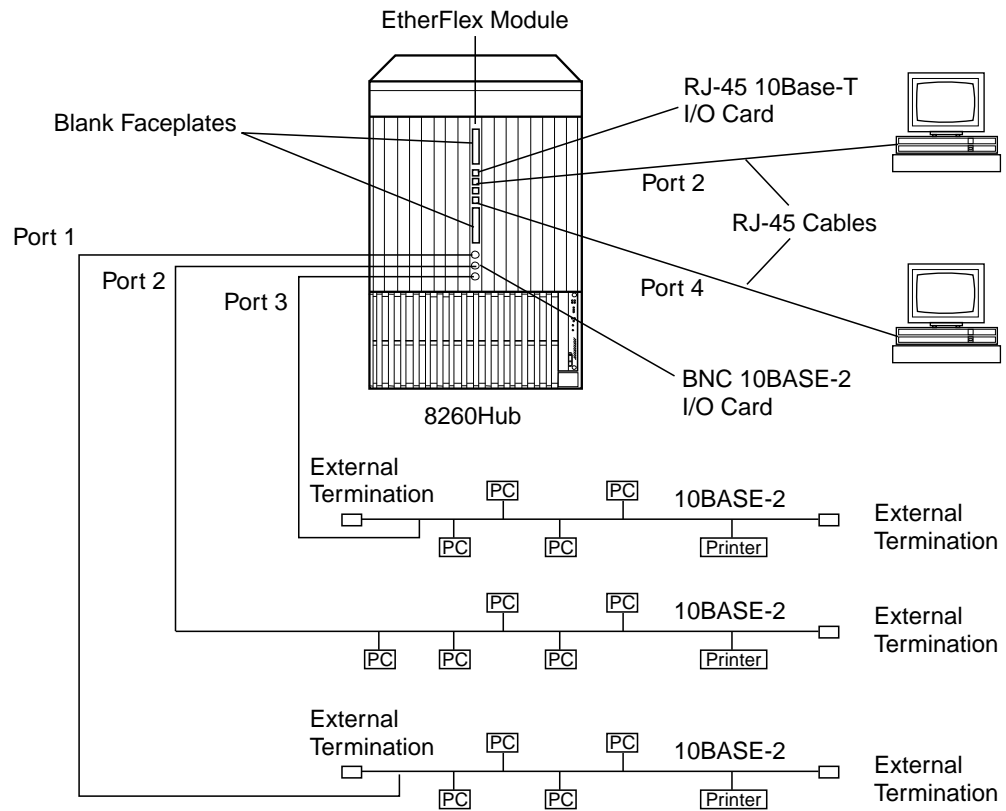 EtherFlex Module
RJ-45 10Base-T
I/O Card
Blank Faceplates
Port 2
RJ-45 Cables
Port 1
Port 2
Port 3
Port 4
BNC 10BASE-2
I/O Card
8260Hub
External
Termination
PC
PC
10BASE-2
External
Termination
PC
PC
Printer
PC
PC
10BASE-2
External
Termination
PC
PC
PC
Printer
External
Termination
PC
PC
10BASE-2
External
Termination
PC
PC
Printer